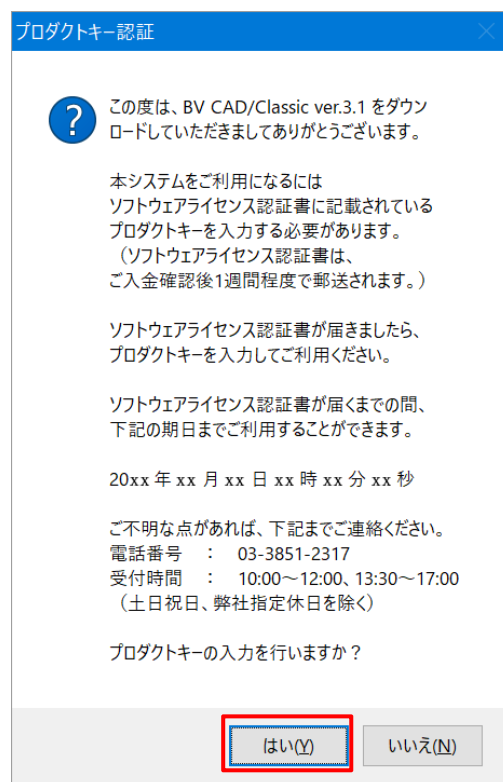 プロダクトキー認証
この度は、BV CAD/Classic ver.3.1 をダウン
ロードしていただきましてありがとうございます。
本システムをご利用になるには
ソフトウェアライセンス認証書に記載されている
プロダクトキーを入力する必要があります。
（ソフトウェアライセンス認証書は、
ご入金確認後1週間程度で郵送されます。）
ソフトウェアライセンス認証書が届きましたら、
プロダクトキーを入力してご利用ください。
ソフトウェアライセンス認証書が届くまでの間、
下記の期日までご利用することができます。
20xx 年 xx 月 xx 日 xx 時 xx 分 xx 秒
ご不明な点があれば、下記までご連絡ください。
電話番号　：　03-3851-2317
受付時間　：　10:00～12:00、13:30～17:00
（土日祝日、弊社指定休日を除く）
プロダクトキーの入力を行いますか？
はい(Y)　いいえ(N)